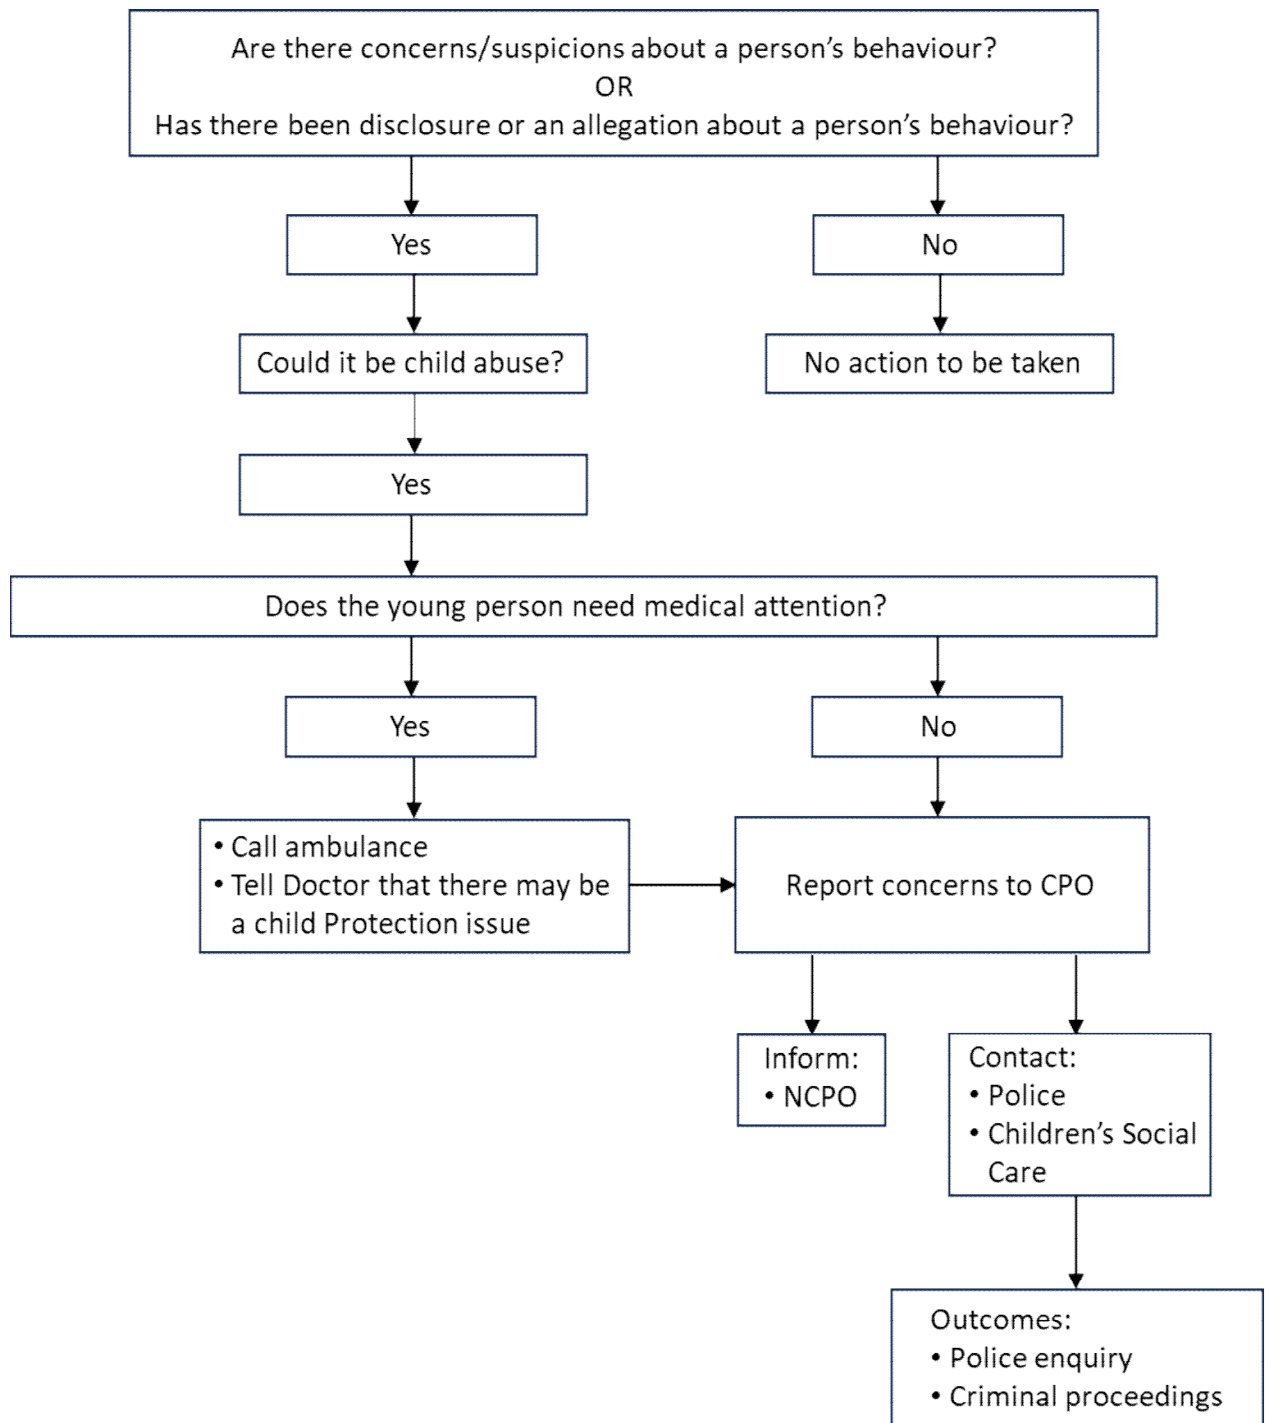 Are there concerns/suspicions about a person’s behaviour?
OR
Has there been disclosure or an allegation about a person’s behaviour?
Yes
No
Could it be child abuse?
No action to be taken
Yes
Does the young person need medical attention?
Yes
No
• Call ambulance
• Tell Doctor that there may be
a child Protection issue
Report concerns to CPO
Inform:
• NCPO
Contact:
• Police
• Children’s Social
Care
Outcomes:
• Police enquiry
• Criminal proceedings